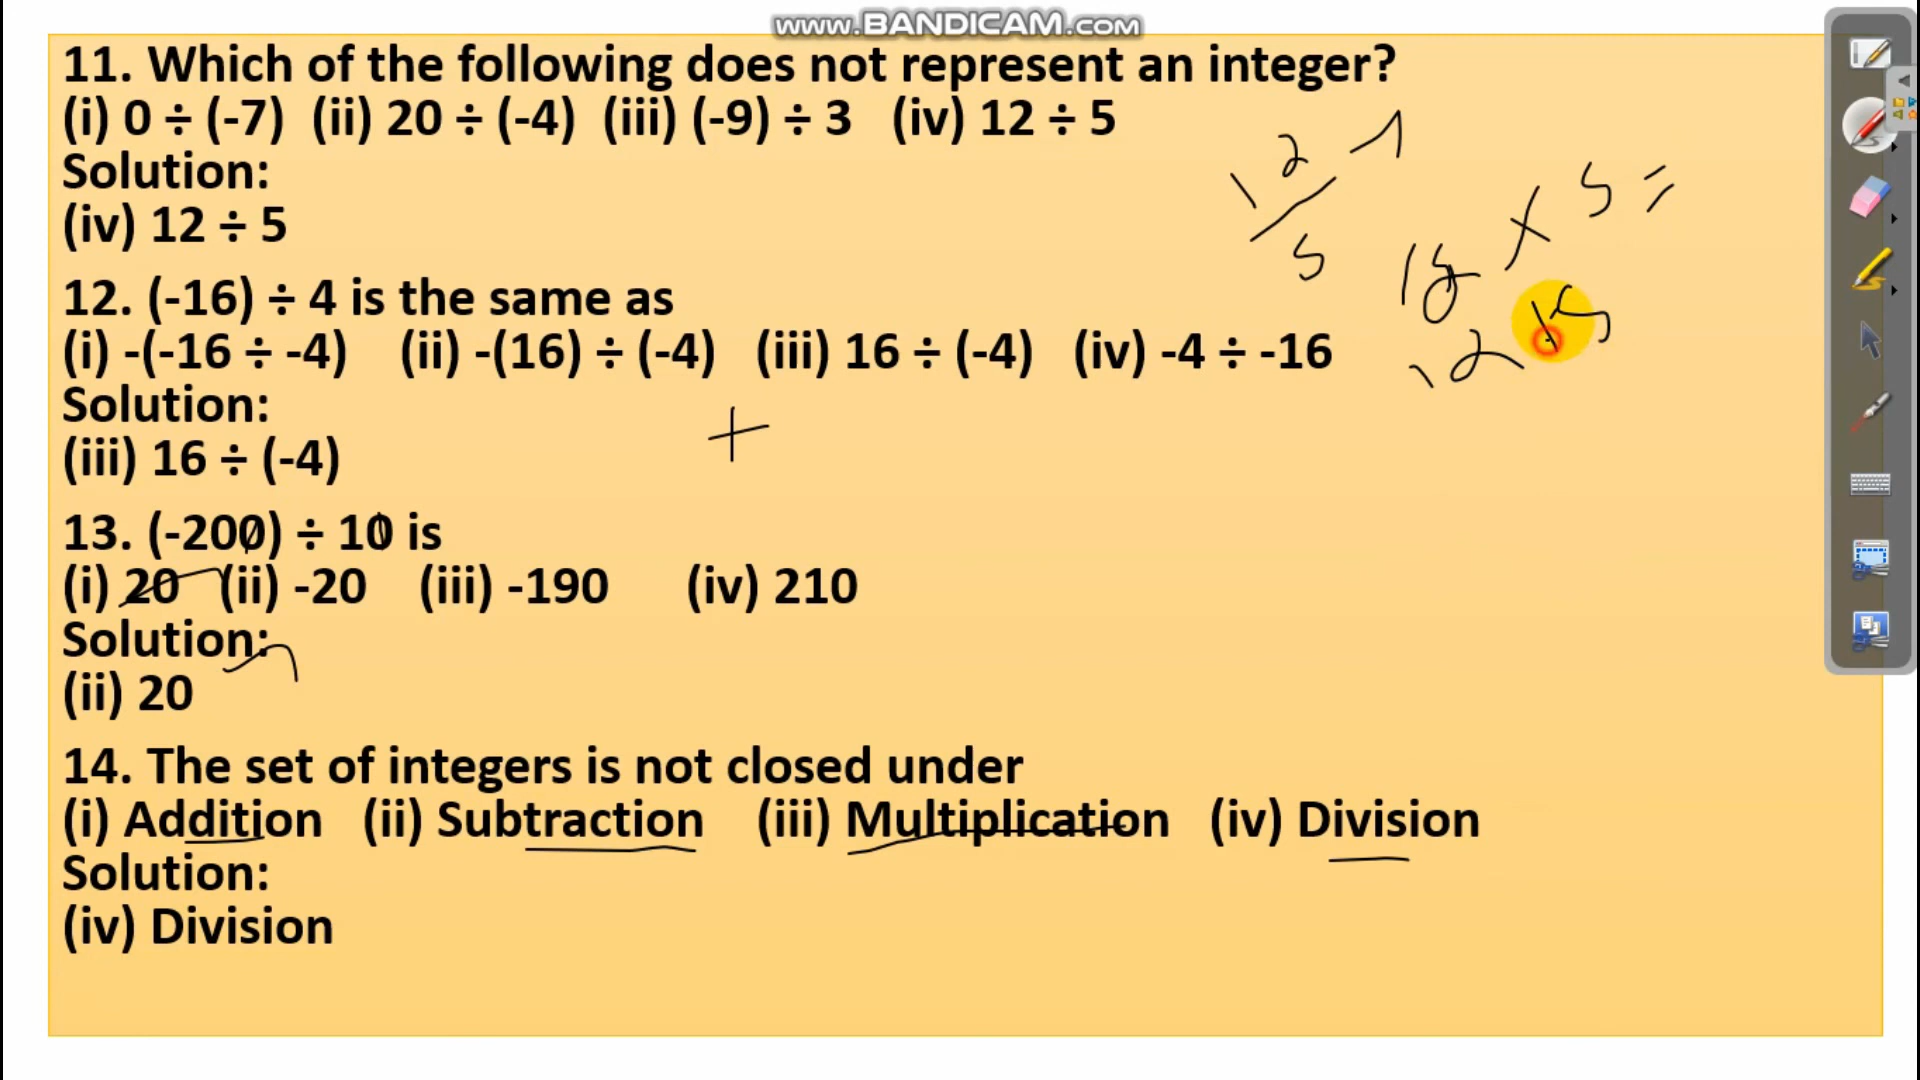 www.BANDICAM.com
11. Which of the following does not represent an integer?
(i) 0 ÷ (-7) (ii) 20 ÷ (-4) (iii) (-9) ÷ 3 (iv) 12 ÷ 5
Solution:
(iv) 12 ÷ 5
12
5
5 =
12. (-16) ÷ 4 is the same as
(i) -(-16 ÷ -4) (ii) -(16) ÷ (-4) (iii) 16 ÷ (-4) (iv) -4 ÷ -16
Solution:
+
(iii) 16 ÷ (-4)
13. (-200) ÷ 10 is
(i) 20 (ii) -20 (iii) -190 (iv) 210
Solution:
(ii) 20
14. The set of integers is not closed under
(i) Addition (ii) Subtraction (iii) Multiplication (iv) Division
Solution:
(iv) Division